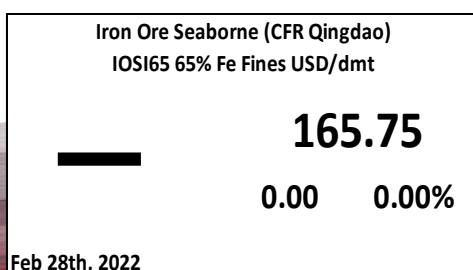 Iron Ore Seaborne (CFR Qingdao)
IOSI65 65% Fe Fines USD/dmt
165.75
0.00 0.00%
Feb 28th, 2022